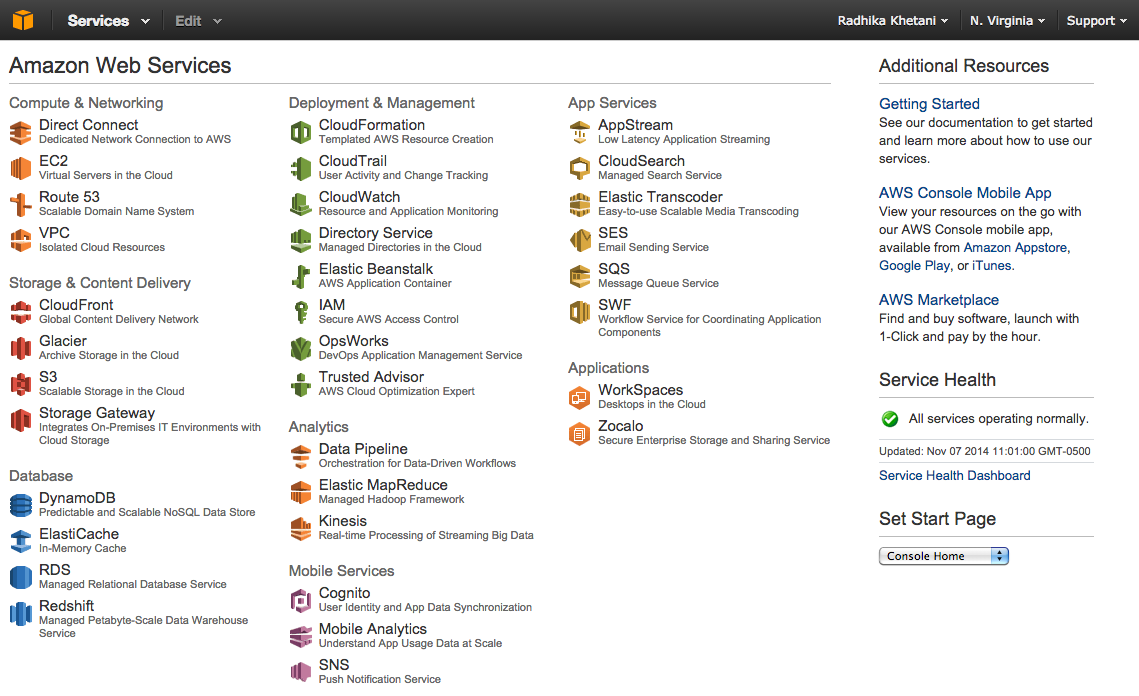 Services
Edit
Radhika Khetani
N. Virginia
Support
Amazon Web Services
Compute & Networking
Direct Connect
Dedicated Network Connection to AWS
EC2
Virtual Servers in the Cloud
Route 53
Scalable Domain Name System
VPC
Isolated Cloud Resources
Storage & Content Delivery
CloudFront
Global Content Delivery Network
Glacier
Archive Storage in the Cloud
S3
Scalable Storage in the Cloud
Storage Gateway
Integrates On-Premises IT Environments with
Cloud Storage
Database
DynamoDB
Predictable and Scalable NoSQL Data Store
ElastiCache
In-Memory Cache
RDS
Managed Relational Database Service
Redshift
Managed Petabyte-Scale Data Warehouse
Service
Deployment & Management
CloudFormation
Templated AWS Resource Creation
CloudTrail
User Activity and Change Tracking
CloudWatch
Resource and Application Monitoring
Directory Service
Managed Directories in the Cloud
Elastic Beanstalk
AWS Application Container
IAM
Secure AWS Access Control
OpsWorks
DevOps Application Management Service
Trusted Advisor
AWS Cloud Optimization Expert
Analytics
Data Pipeline
Orchestration for Data-Driven Workflows
Elastic MapReduce
Managed Hadoop Framework
Kinesis
Real-time Processing of Streaming Big Data
Mobile Services
Cognito
User Identity and App Data Synchronization
Mobile Analytics
Understand App Usage Data at Scale
SNS
Push Notification Service
App Services
AppStream
Low Latency Application Streaming
CloudSearch
Managed Search Service
Elastic Transcoder
Easy-to-use Scalable Media Transcoding
SES
Email Sending Service
SQS
Message Queue Service
SWF
Workflow Service for Coordinating Application
Components
Applications
WorkSpaces
Desktops in the Cloud
Zocalo
Secure Enterprise Storage and Sharing Service
Additional Resources
Getting Started
See our documentation to get started
and learn more about how to use our
services.
AWS Console Mobile App
View your resources on the go with
our AWS Console mobile app,
available from Amazon Appstore,
Google Play, or iTunes.
AWS Marketplace
Find and buy software, launch with
1-Click and pay by the hour.
Service Health
All services operating normally.
Updated: Nov 07 2014 11:01:00 GMT-0500
Service Health Dashboard
Set Start Page
Console Home